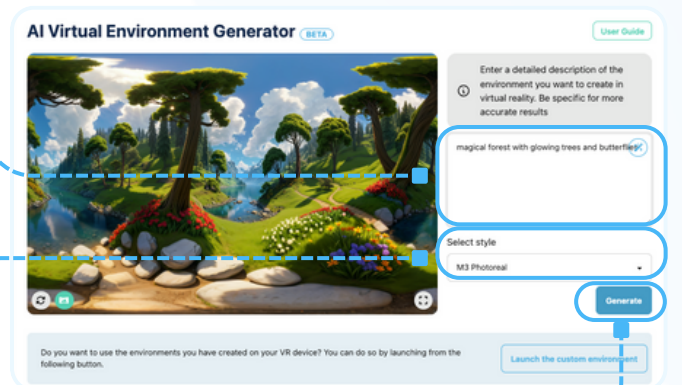 AI Virtual Environment Generator BETA
User Guide
Enter a detailed description of the
environment you want to create in
virtual reality. Be specific for more
accurate results
magical forest with glowing trees and butterflies
Select style
M3 Photoreal
Generate
Do you want to use the environments you have created on your VR device? You can do so by launching from the
following button.
Launch the custom environment